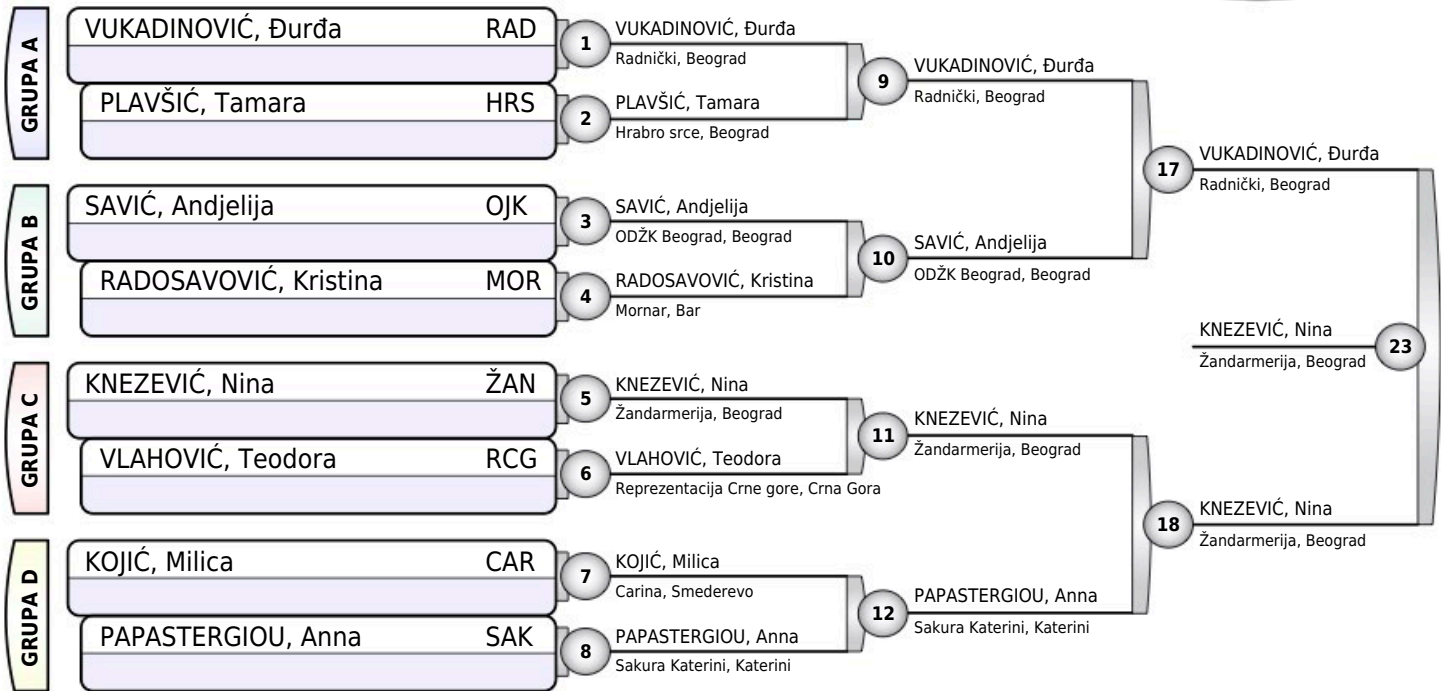 GRUPA A
VUKADINOVIĆ, Đurđa RAD
PLAVŠIĆ, Tamara HRS
GRUPA B
SAVIĆ, Andjelija OJK
RADOSAVOVIĆ, Kristina MOR
GRUPA C
KNEZEVIĆ, Nina ŽAN
VLAHOVIĆ, Teodora RCG
GRUPA D
KOJIĆ, Milica CAR
PAPASTERGIOU, Anna SAK
1 VUKADINOVIĆ, Đurđa
Radnički, Beograd
2 PLAVŠIĆ, Tamara
Hrabro srce, Beograd
3 SAVIĆ, Andjelija
ODŽK Beograd, Beograd
4 RADOSAVOVIĆ, Kristina
Mornar, Bar
5 KNEZEVIĆ, Nina
Žandarmerija, Beograd
6 VLAHOVIĆ, Teodora
Reprezentacija Crne gore, Crna Gora
7 KOJIĆ, Milica
Carina, Smederevo
8 PAPASTERGIOU, Anna
Sakura Katerini, Katerini
9 VUKADINOVIĆ, Đurđa
Radnički, Beograd
10 SAVIĆ, Andjelija
ODŽK Beograd, Beograd
11 KNEZEVIĆ, Nina
Žandarmerija, Beograd
12 PAPASTERGIOU, Anna
Sakura Katerini, Katerini
17 VUKADINOVIĆ, Đurđa
Radnički, Beograd
18 KNEZEVIĆ, Nina
Žandarmerija, Beograd
KNEZEVIĆ, Nina 23
Žandarmerija, Beograd